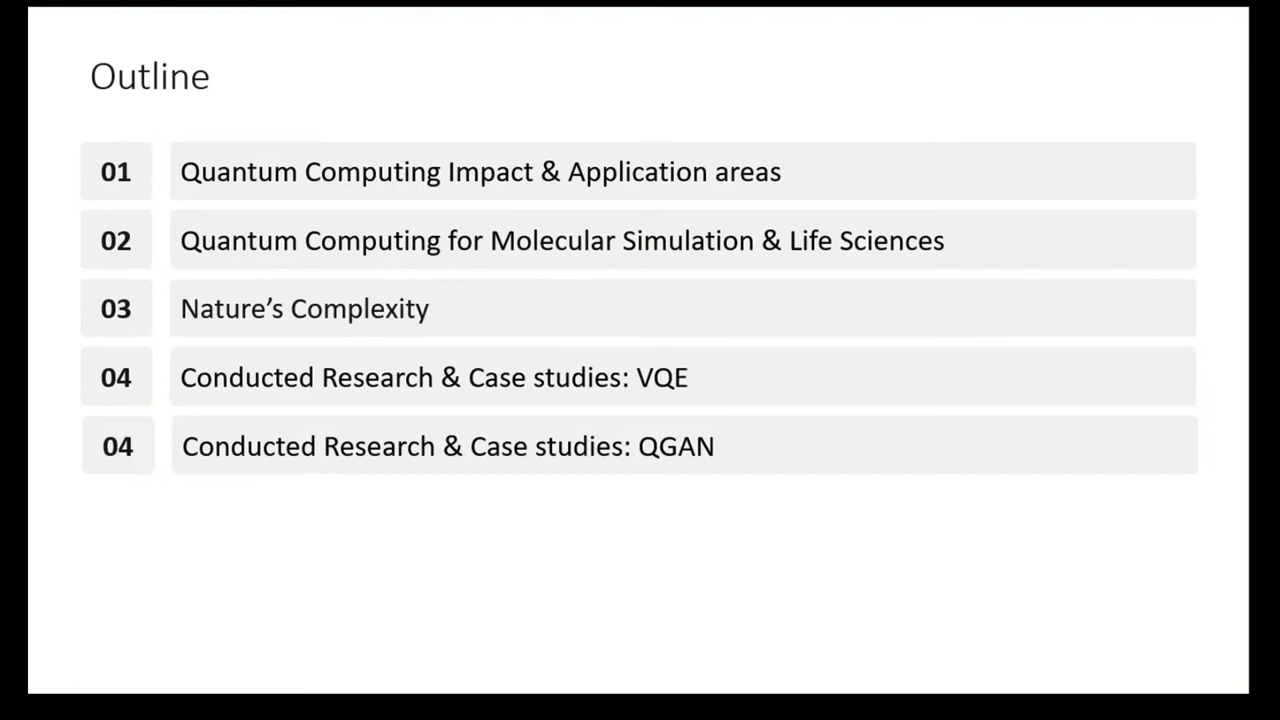 Outline
01 Quantum Computing Impact & Application areas
02 Quantum Computing for Molecular Simulation & Life Sciences
03 Nature’s Complexity
04 Conducted Research & Case studies: VQE
04 Conducted Research & Case studies: QGAN